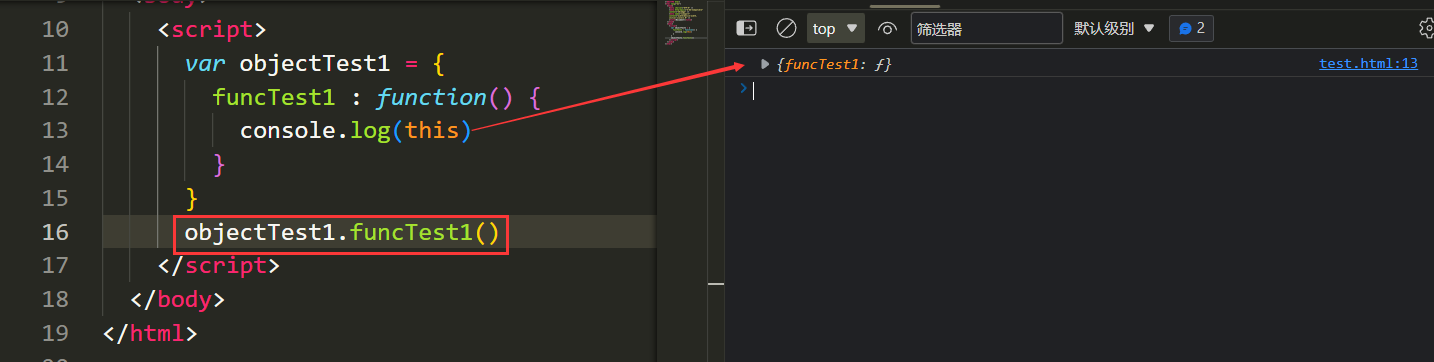 10 <script>
11 var objectTest1 = {
12 funcTest1 : function() {
13 console.log(this)
14 }
15 }
16 objectTest1.funcTest1()
17 </script>
18 </body>
19 </html>
top
筛选器
默认级别
2
{funcTest1: ƒ}
test.html:13